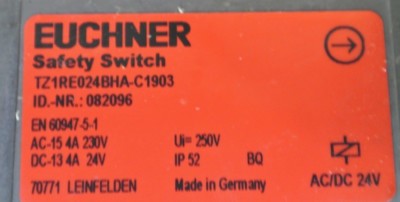 EUCHNER
Safety Switch
TZ1RE024BHA-C1903
ID.-NR.: 082096
EN 60947-5-1
AC-15 4A 230V Ui= 250V
DC-13 4A 24V IP 52 BQ
70771 LEINFELDEN Made in Germany AC/DC 24V